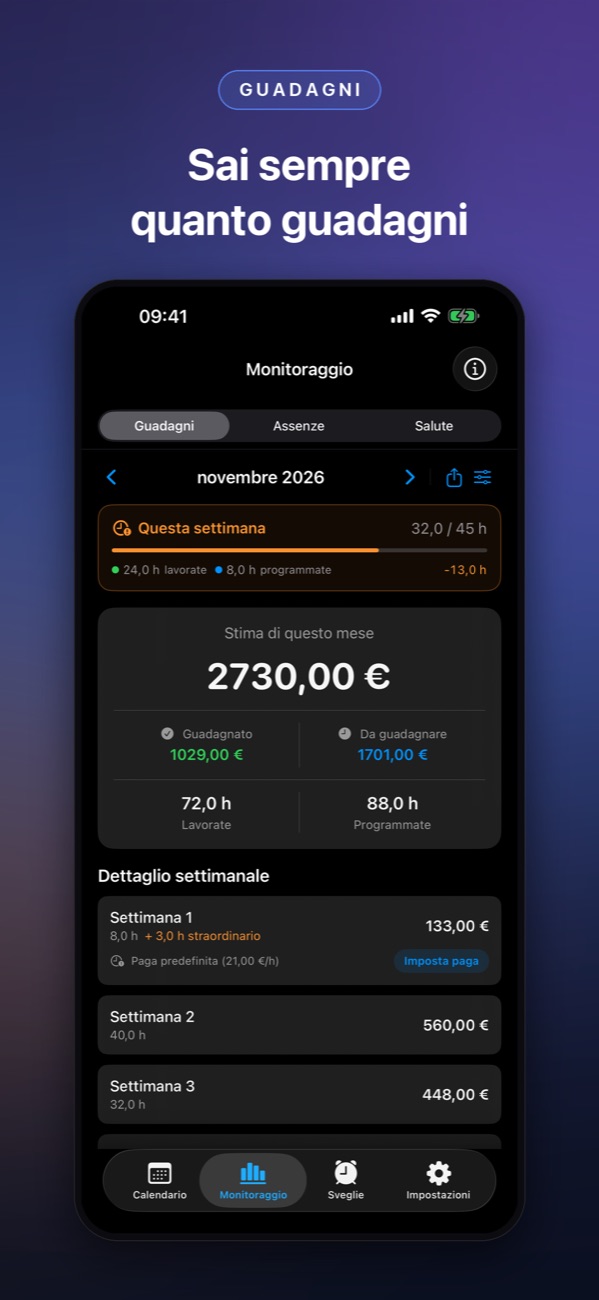 GUADAGNI
Sai sempre
quanto guadagni
09:41
Monitoraggio
Guadagni Assenze Salute
novembre 2026
Questa settimana 32,0 / 45 h
24,0 h lavorate 8,0 h programmate -13,0 h
Stima di questo mese
2730,00 €
Guadagnato Da guadagnare
1029,00 € 1701,00 €
72,0 h 88,0 h
Lavorate Programmate
Dettaglio settimanale
Settimana 1 133,00 €
8,0 h + 3,0 h straordinario
Paga predefinita (21,00 €/h) Imposta paga
Settimana 2 560,00 €
40,0 h
Settimana 3 448,00 €
32,0 h
Calendario Monitoraggio Sveglie Impostazioni